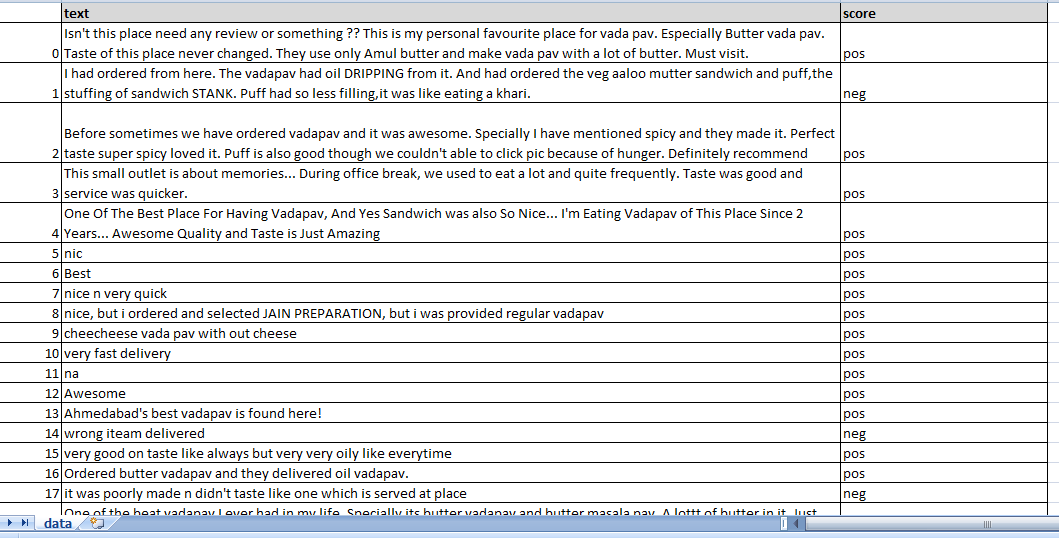 text score
Isn't this place need any review or something ?? This is my personal favourite place for vada pav. Especially Butter vada pav.
0 Taste of this place never changed. They use only Amul butter and make vada pav with a lot of butter. Must visit. pos
I had ordered from here. The vadapav had oil DRIPPING from it. And had ordered the veg aaloo mutter sandwich and puff,the
1 stuffing of sandwich STANK. Puff had so less filling,it was like eating a khari. neg
Before sometimes we have ordered vadapav and it was awesome. Specially I have mentioned spicy and they made it. Perfect
2 taste super spicy loved it. Puff is also good though we couldn't able to click pic because of hunger. Definitely recommend pos
This small outlet is about memories... During office break, we used to eat a lot and quite frequently. Taste was good and
3 service was quicker. pos
One Of The Best Place For Having Vadapav, And Yes Sandwich was also So Nice... I'm Eating Vadapav of This Place Since 2
4 Years... Awesome Quality and Taste is Just Amazing pos
5 nic pos
6 Best pos
7 nice n very quick pos
8 nice, but i ordered and selected JAIN PREPARATION, but i was provided regular vadapav pos
9 cheecheese vada pav with out cheese pos
10 very fast delivery pos
11 na pos
12 Awesome pos
13 Ahmedabad's best vadapav is found here! pos
14 wrong iteam delivered neg
15 very good on taste like always but very very oily like everytime pos
16 Ordered butter vadapav and they delivered oil vadapav. pos
17 it was poorly made n didn't taste like one which is served at place neg
One of the beat vadapav I ever had in my life. Specially its butter vadapav and butter masala pav. A lottt of butter in it. Just
data